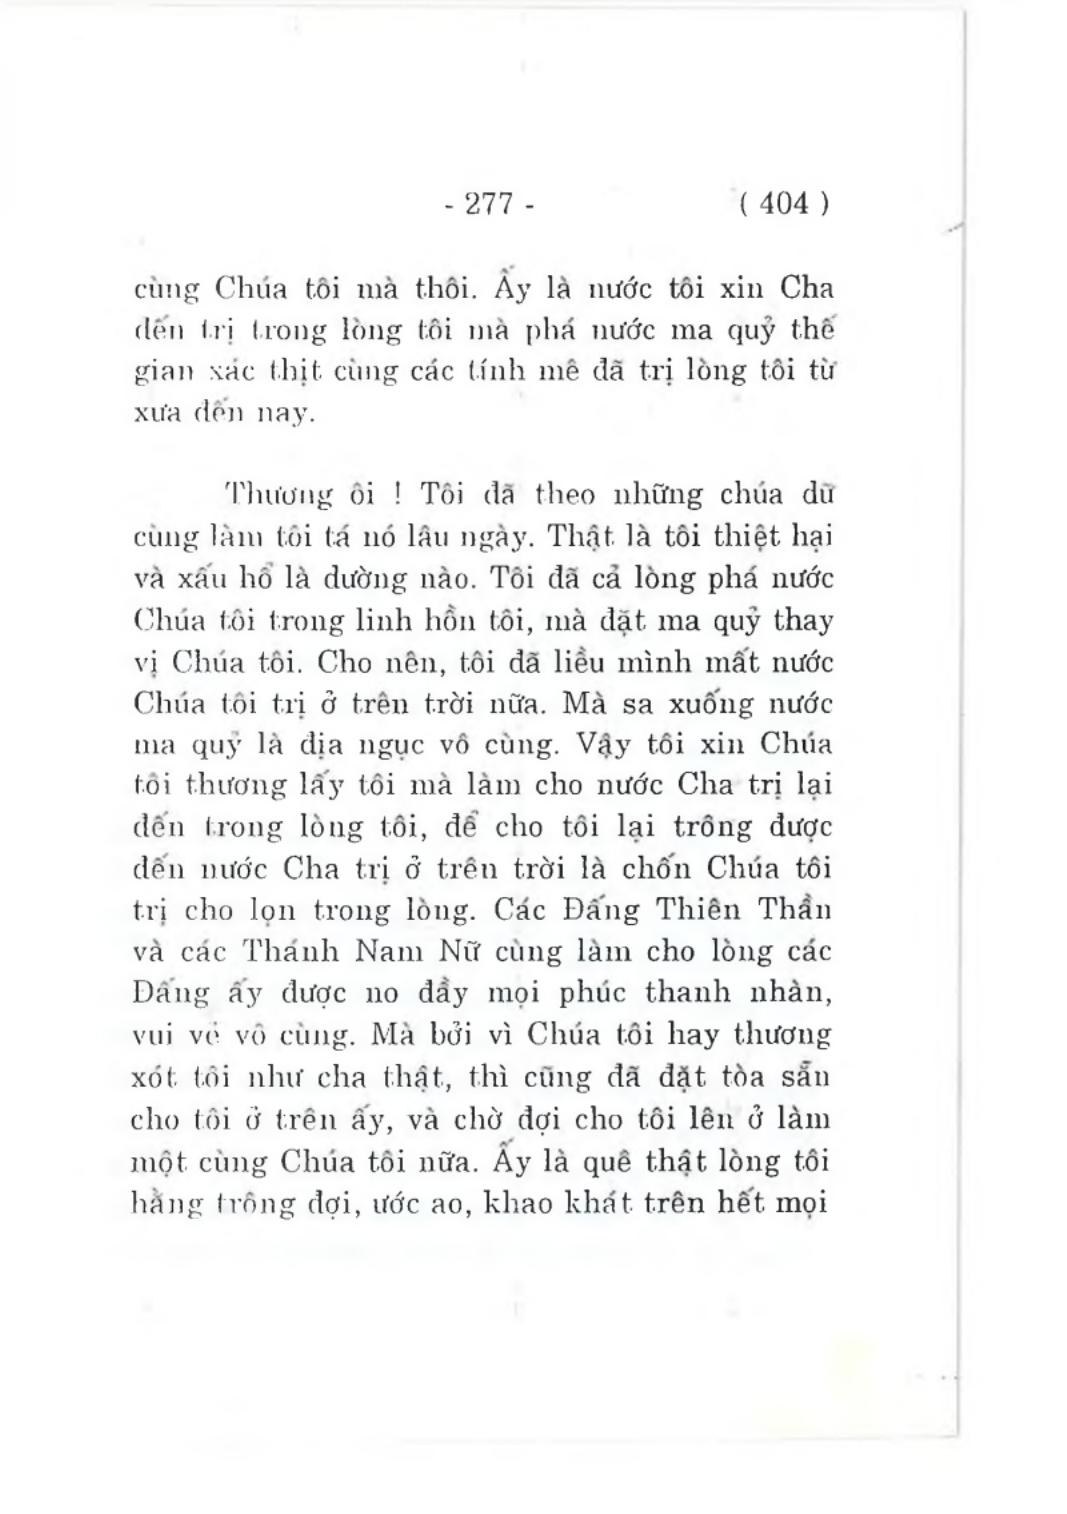 - 277 - ( 404 )
cùng Chúa tôi mà thôi. Ấy là nước tôi xin Cha
đến trị trong lòng tôi mà phá nước ma quỷ thế
gian xác thịt cùng các tính mê đã trị lòng tôi từ
xưa đến nay.
Thương ôi ! Tôi đã theo những chúa dữ
cùng làm tôi tá nó lâu ngày. Thật là tôi thiệt hại
và xấu hổ là dường nào. Tôi đã cả lòng phá nước
Chúa tôi trong linh hồn tôi, mà đặt ma quỷ thay
vị Chúa tôi. Cho nên, tôi đã liều mình mất nước
Chúa tôi trị ở trên trời nữa. Mà sa xuống nước
ma quỷ là địa ngục vô cùng. Vậy tôi xin Chúa
tôi thương lấy tôi mà làm cho nước Cha trị lại
đến trong lòng tôi, để cho tôi lại trông được
đến nước Cha trị ở trên trời là chốn Chúa tôi
trị cho lọn trong lòng. Các Đấng Thiên Thần
và các Thánh Nam Nữ cùng làm cho lòng các
Đấng ấy được no đầy mọi phúc thanh nhàn,
vui vẻ vô cùng. Mà bởi vì Chúa tôi hay thương
xót tôi như cha thật, thì cũng đã đặt tòa sẵn
cho tôi ở trên ấy, và chờ đợi cho tôi lên ở làm
một cùng Chúa tôi nữa. Ấy là quê thật lòng tôi
hằng trông đợi, ước ao, khao khát trên hết mọi